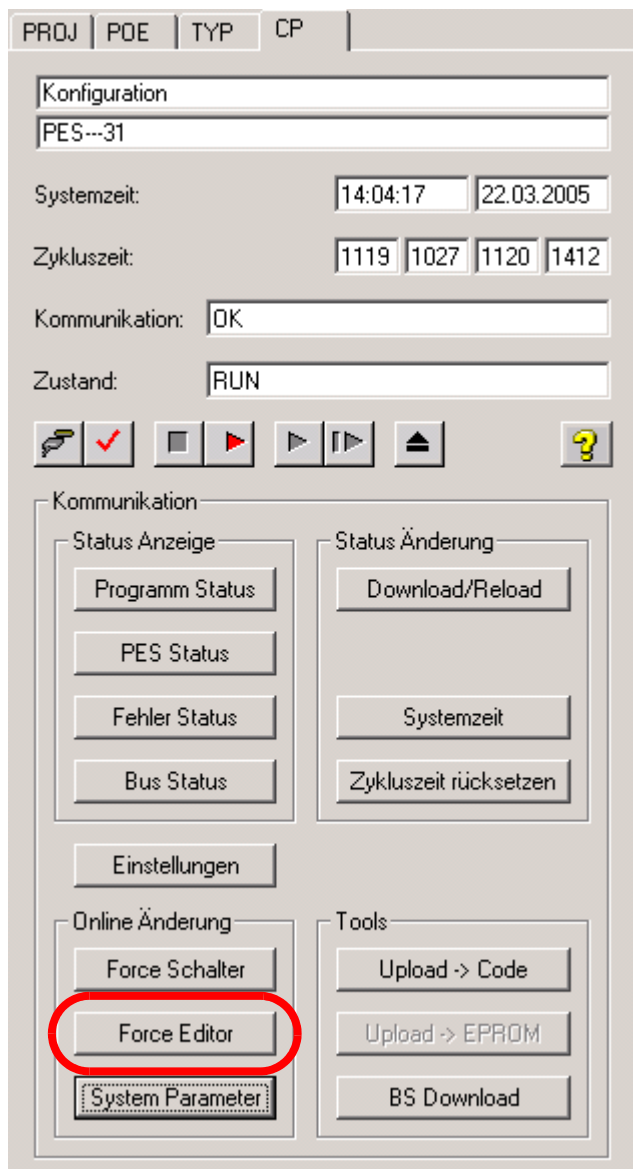 PROJ POE TYP CP
Konfiguration
PES---31
Systemzeit: 14:04:17 22.03.2005
Zykluszeit: 1119 1027 1120 1412
Kommunikation: OK
Zustand: RUN
Kommunikation
Status Anzeige
Programm Status
PES Status
Fehler Status
Bus Status
Status Änderung
Download/Reload
Systemzeit
Zykluszeit rücksetzen
Einstellungen
Online Änderung
Force Schalter
Force Editor
System Parameter
Tools
Upload -> Code
Upload -> EPROM
BS Download